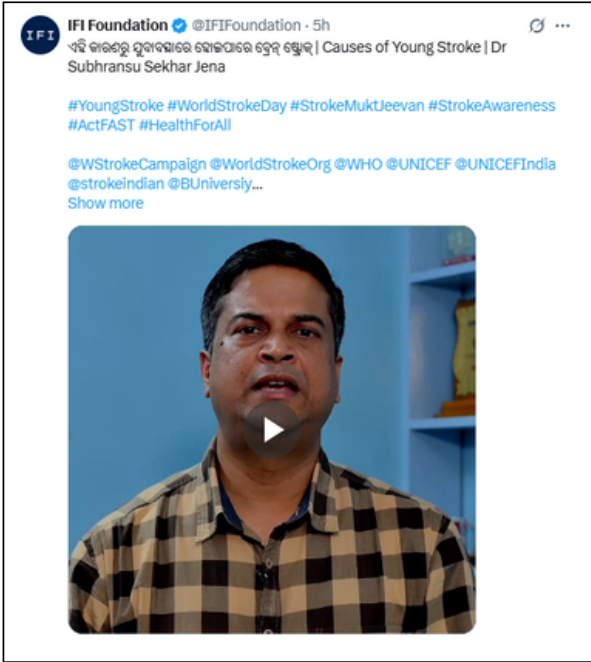 IFI
IFI Foundation @IFIFoundation · 5h
ଏହି କାରଣରୁ ଯୁବାବସ୍ଥାରେ ହୋଇପାରେ ବ୍ରେନ୍ ଷ୍ଟ୍ରୋକ୍ | Causes of Young Stroke | Dr
Subhransu Sekhar Jena
#YoungStroke #WorldStrokeDay #StrokeMuktJeevan #StrokeAwareness
#ActFAST #HealthForAll
@WStrokeCampaign @WorldStrokeOrg @WHO @UNICEF @UNICEFIndia
@strokeindian @BUniversiy...
Show more